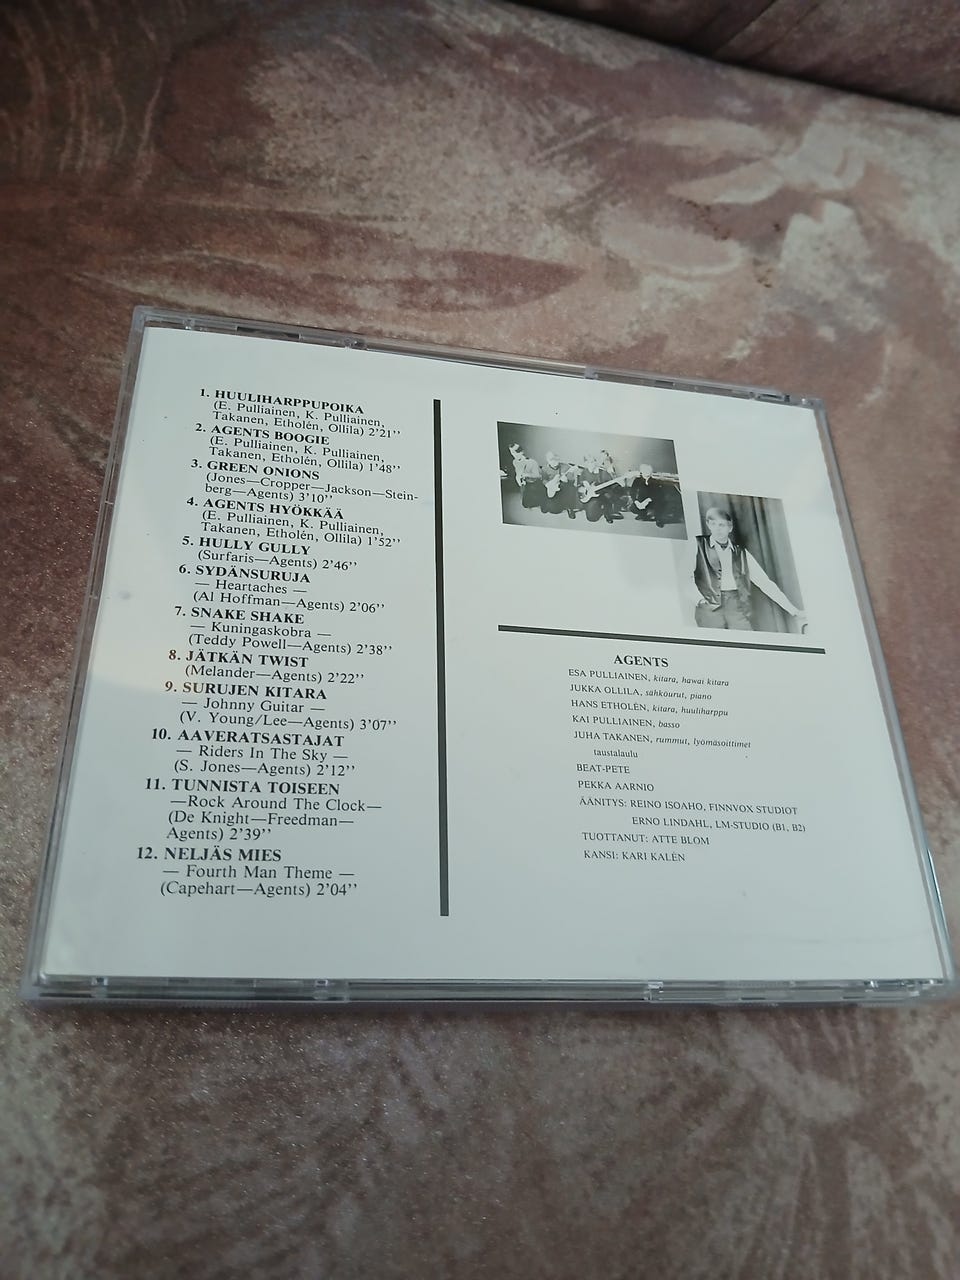 1. HUULIHARPPUPOIKA
(E. Pulliainen, K. Pulliainen,
Takanen, Etholén, Ollila) 2'21''
2. AGENTS BOOGIE
(E. Pulliainen, K. Pulliainen,
Takanen, Etholén, Ollila) 1'48''
3. GREEN ONIONS
(Jones—Cropper—Jackson—Stein-
berg—Agents) 3'10''
4. AGENTS HYÖKKÄÄ
(E. Pulliainen, K. Pulliainen,
Takanen, Etholén, Ollila) 1'52''
5. HULLY GULLY
(Surfaris—Agents) 2'46''
6. SYDÄNSURUJA
— Heartaches —
(Al Hoffman—Agents) 2'06''
7. SNAKE SHAKE
— Kuningaskobra —
(Teddy Powell—Agents) 2'38''
8. JÄTKÄN TWIST
(Melander—Agents) 2'22''
9. SURUJEN KITARA
— Johnny Guitar —
(V. Young/Lee—Agents) 3'07''
10. AAVERATSASTAJAT
— Riders In The Sky —
(S. Jones—Agents) 2'12''
11. TUNNISTA TOISEEN
—Rock Around The Clock—
(De Knight—Freedman—
Agents) 2'39''
12. NELJÄS MIES
— Fourth Man Theme —
(Capehart—Agents) 2'04''
AGENTS
ESA PULLIAINEN, kitara, hawai kitara
JUKKA OLLILA, sähköurut, piano
HANS ETHOLÉN, kitara, huuliharppu
KAI PULLIAINEN, basso
JUHA TAKANEN, rummut, lyömäsoittimet
taustalaulu
BEAT-PETE
PEKKA AARNIO
ÄÄNITYS: REINO ISOAHO, FINNVOX STUDIOT
ERNO LINDAHL, LM-STUDIO (B1, B2)
TUOTTANUT: ATTE BLOM
KANSI: KARI KALÉN